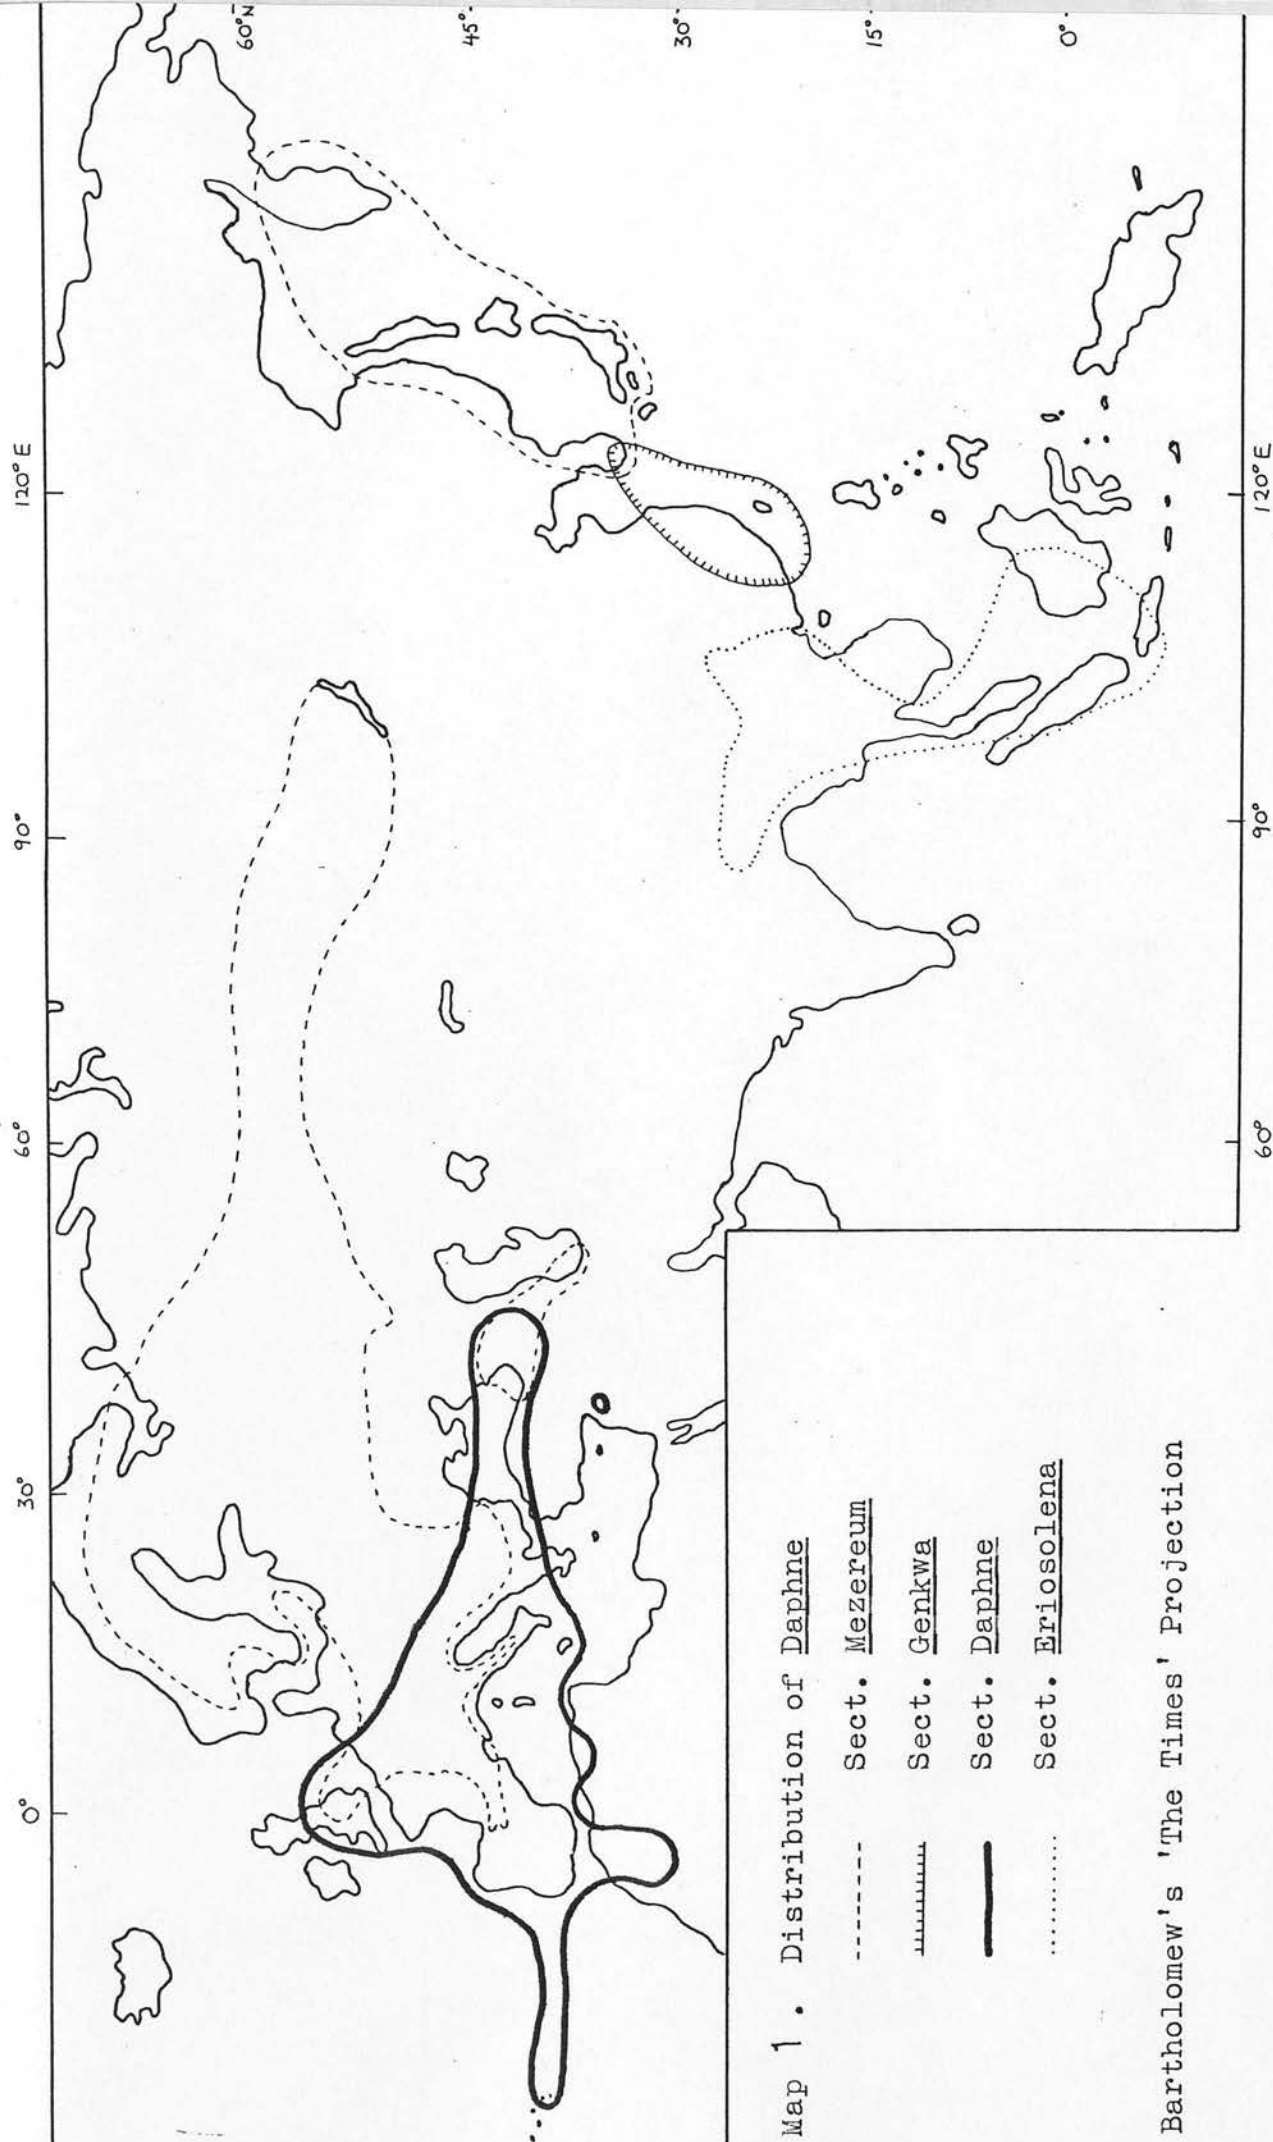 0°
30°
60°
90°
120° E
60°N
45°
30°
15°
0°
60°
90°
120° E
Map 1. Distribution of Daphne
Sect. Mezereum
Sect. Genkwa
Sect. Daphne
Sect. Eriosolena
Bartholomew's 'The Times' Projection